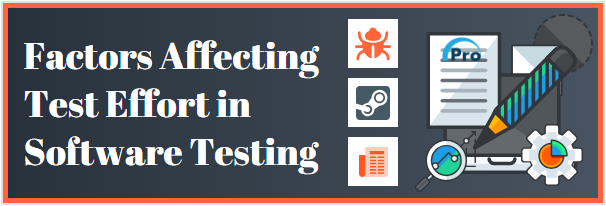 Factors Affecting
Test Effort in
Software Testing
Pro